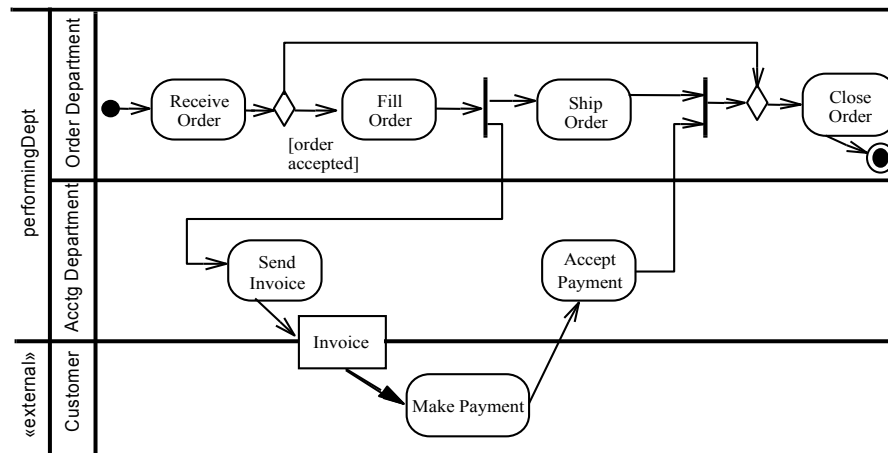 performingDept
Order Department
Receive
Order
Fill
Order
[order
accepted]
Ship
Order
Close
Order
Acctg Department
Send
Invoice
Accept
Payment
Invoice
«external»
Customer
Make Payment